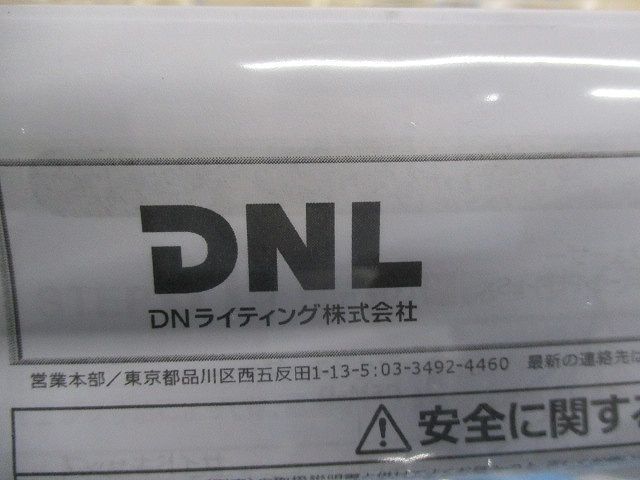 DNL
DNライティング株式会社
営業本部／東京都品川区西五反田1-13-5:03-3492-4460　最新の連絡先は
安全に関する